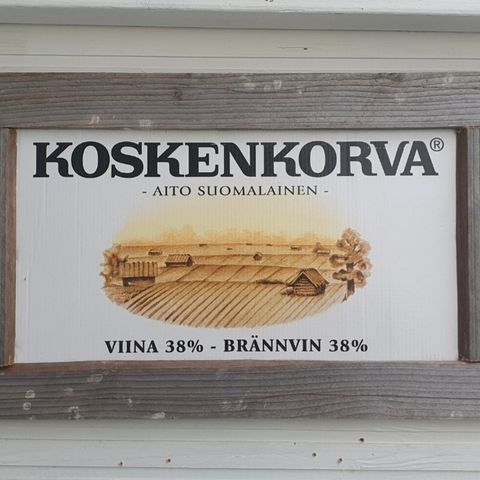 KOSKENKORVA®
- AITO SUOMALAINEN -
VIINA 38% - BRÄNNVIN 38%